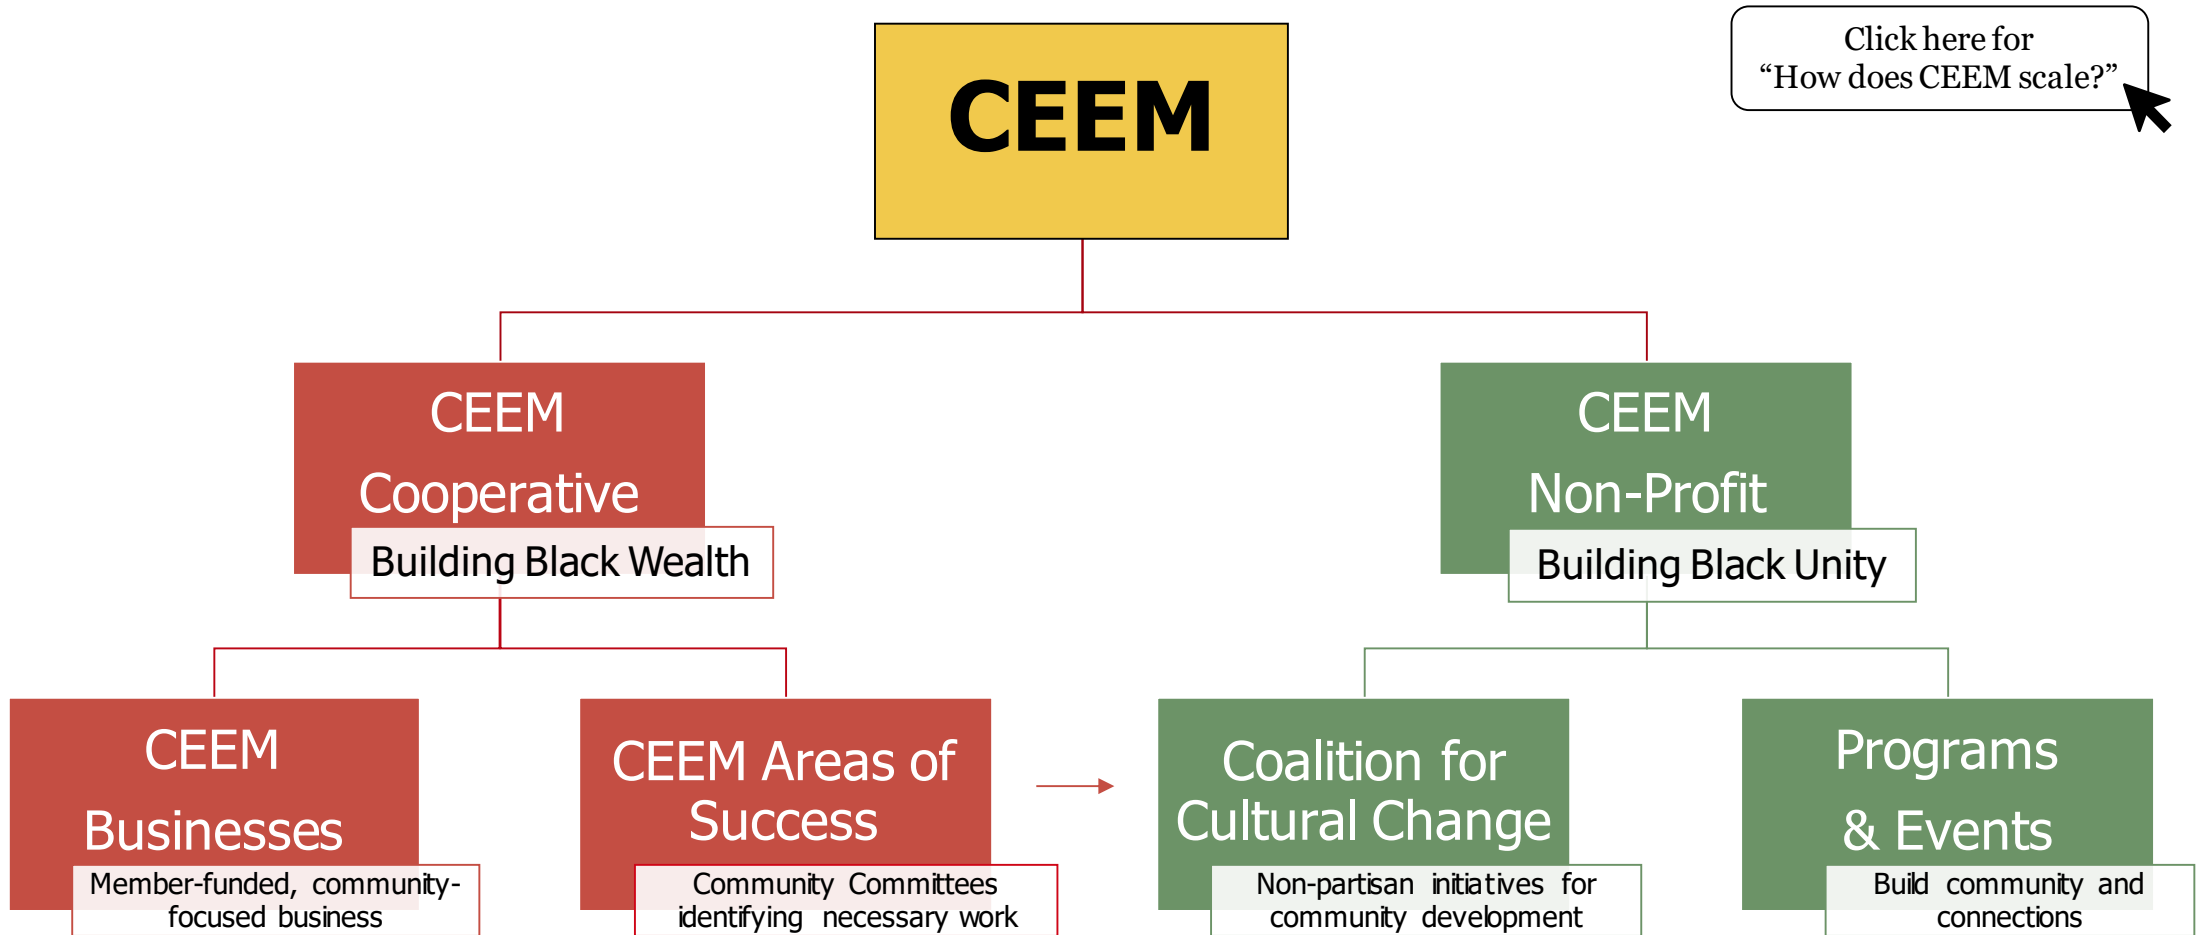 CEEM
Click here for
“How does CEEM scale?”
CEEM
Cooperative
Building Black Wealth
CEEM
Non-Profit
Building Black Unity
CEEM
Businesses
Member-funded, community-
focused business
CEEM Areas of
Success
Community Committees
identifying necessary work
Coalition for
Cultural Change
Non-partisan initiatives for
community development
Programs
& Events
Build community and
connections